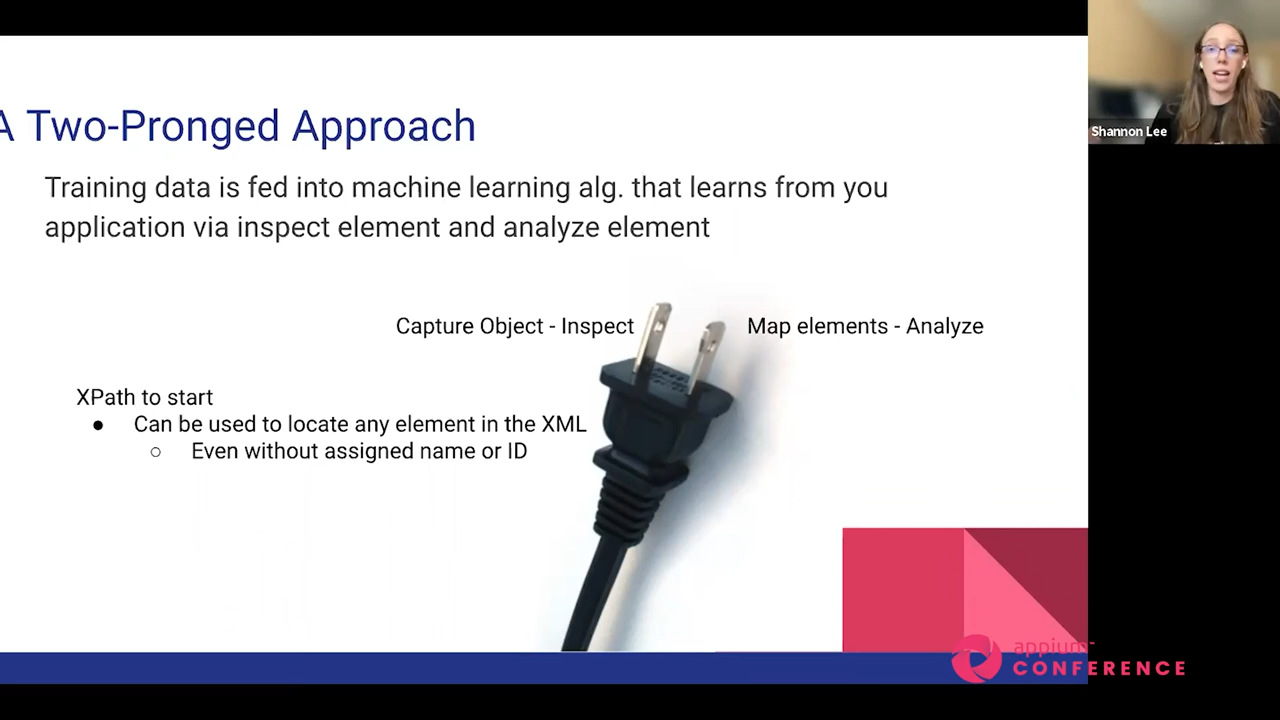 A Two-Pronged Approach
Training data is fed into machine learning alg. that learns from you
application via inspect element and analyze element
Capture Object - Inspect
Map elements - Analyze
XPath to start
● Can be used to locate any element in the XML
○ Even without assigned name or ID
Shannon Lee
appium™
CONFERENCE